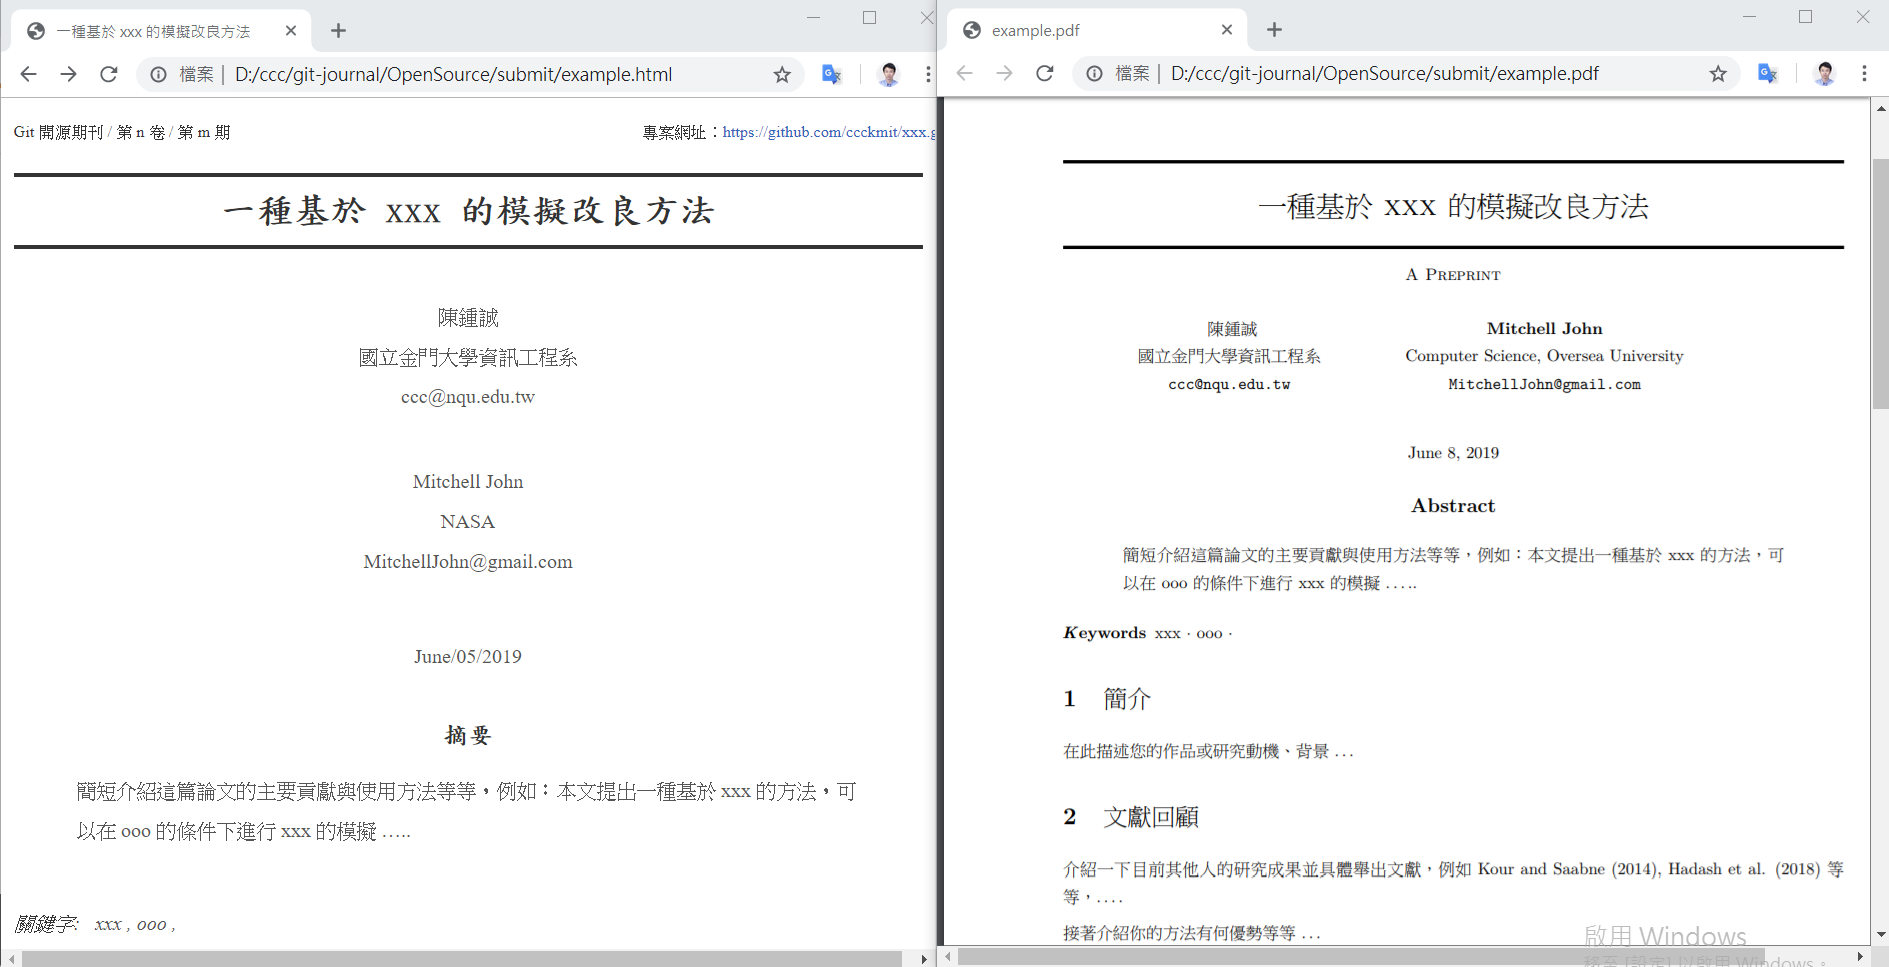 一種基於 xxx 的模擬改良方法
檔案 | D:/ccc/git-journal/OpenSource/submit/example.html
Git 開源期刊 / 第 n 卷 / 第 m 期
專案網址：https://github.com/ccckmit/xxx.g
一種基於 xxx 的模擬改良方法
陳鍾誠
國立金門大學資訊工程系
ccc@nqu.edu.tw
Mitchell John
NASA
MitchellJohn@gmail.com
June/05/2019
摘要
簡短介紹這篇論文的主要貢獻與使用方法等等，例如：本文提出一種基於 xxx 的方法，可
以在 ooo 的條件下進行 xxx 的模擬 …..
關鍵字: xxx , ooo ,
example.pdf
檔案 | D:/ccc/git-journal/OpenSource/submit/example.pdf
一種基於 xxx 的模擬改良方法
A Preprint
陳鍾誠
國立金門大學資訊工程系
ccc@nqu.edu.tw
Mitchell John
Computer Science, Oversea University
MitchellJohn@gmail.com
June 8, 2019
Abstract
簡短介紹這篇論文的主要貢獻與使用方法等等，例如：本文提出一種基於 xxx 的方法，可
以在 ooo 的條件下進行 xxx 的模擬 .....
Keywords xxx · ooo ·
1 簡介
在此描述您的作品或研究動機、背景 ...
2 文獻回顧
介紹一下目前其他人的研究成果並具體舉出文獻，例如 Kour and Saabne (2014), Hadash et al. (2018) 等
等，....
接著介紹你的方法有何優勢等等 ...
啟用 Windows
移至 [設定] 以啟用 Windows。